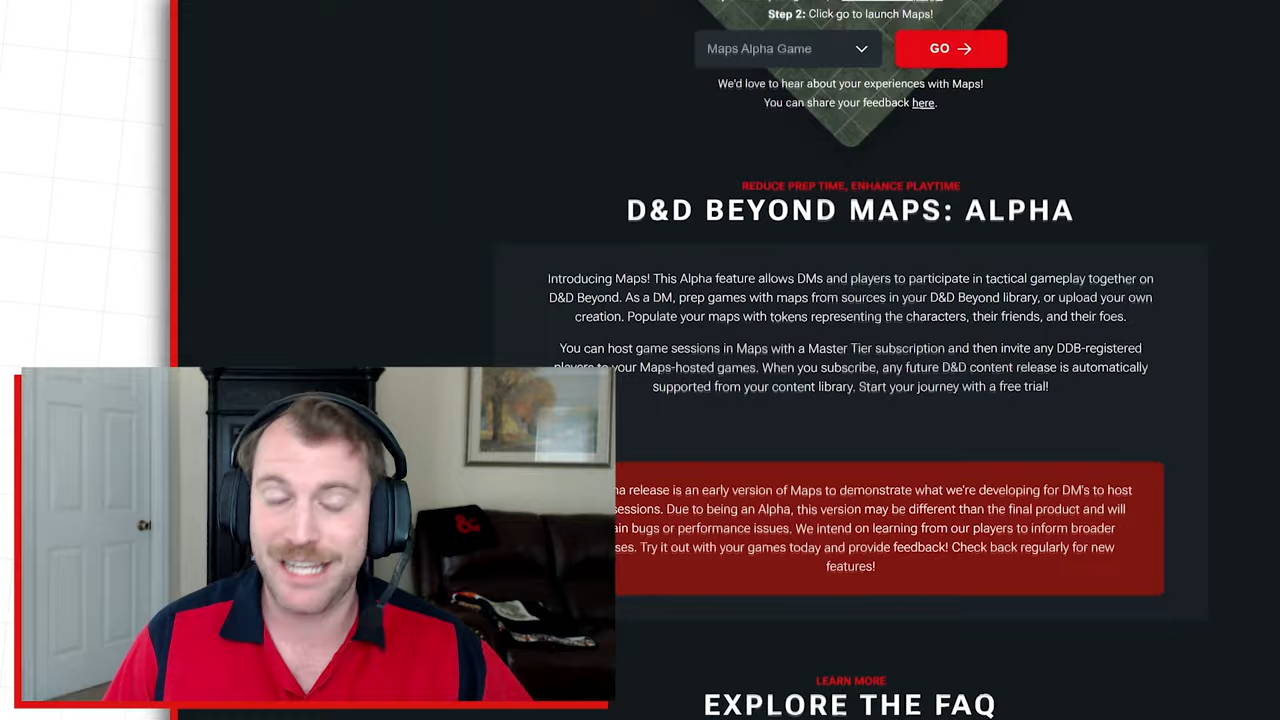 Step 2: Click go to launch Maps!
Maps Alpha Game
GO
We'd love to hear about your experiences with Maps!
You can share your feedback here.
REDUCE PREP TIME, ENHANCE PLAYTIME
D&D BEYOND MAPS: ALPHA
Introducing Maps! This Alpha feature allows DMs and players to participate in tactical gameplay together on
D&D Beyond. As a DM, prep games with maps from sources in your D&D Beyond library, or upload your own
creation. Populate your maps with tokens representing the characters, their friends, and their foes.
You can host game sessions in Maps with a Master Tier subscription and then invite any DDB-registered
players to your Maps-hosted games. When you subscribe, any future D&D content release is automatically
supported from your content library. Start your journey with a free trial!
release is an early version of Maps to demonstrate what we're developing for DM's to host
sessions. Due to being an Alpha, this version may be different than the final product and will
bugs or performance issues. We intend on learning from our players to inform broader
Try it out with your games today and provide feedback! Check back regularly for new
features!
LEARN MORE
EXPLORE THE FAQ